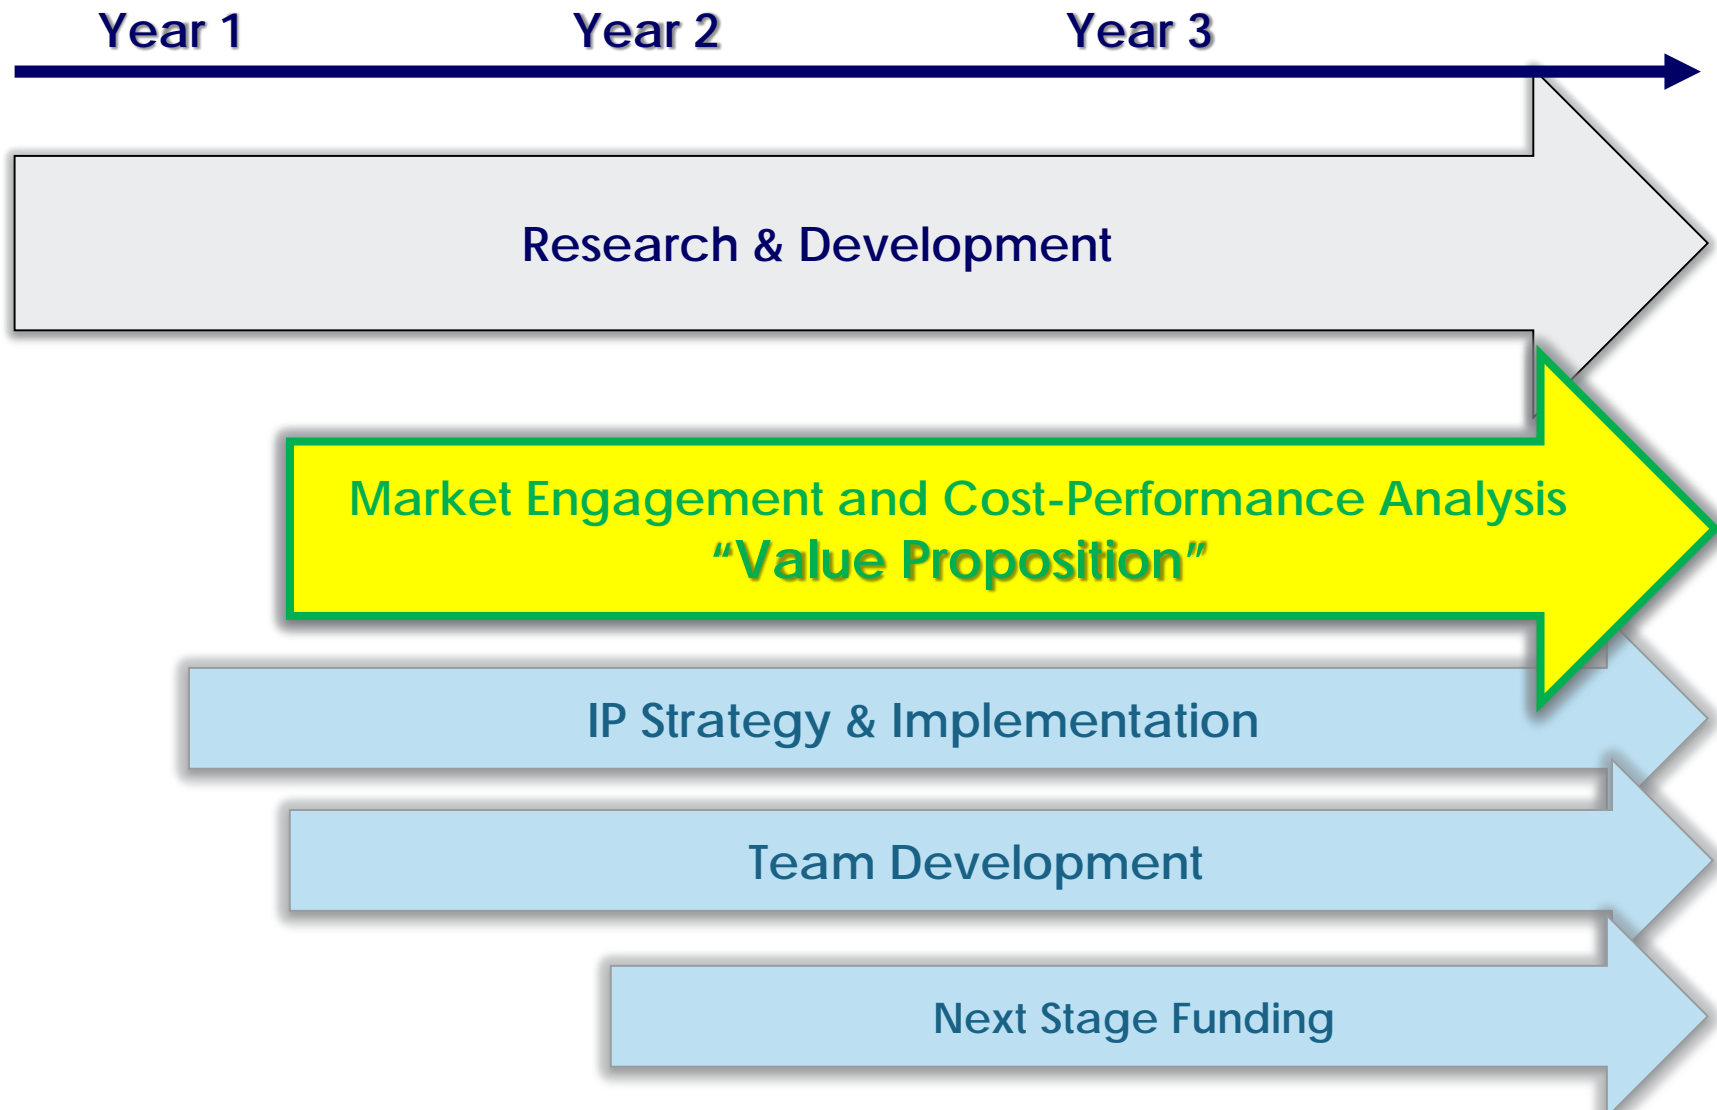 Year 1 Year 2 Year 3
Research & Development
Market Engagement and Cost-Performance Analysis
“Value Proposition”
IP Strategy & Implementation
Team Development
Next Stage Funding